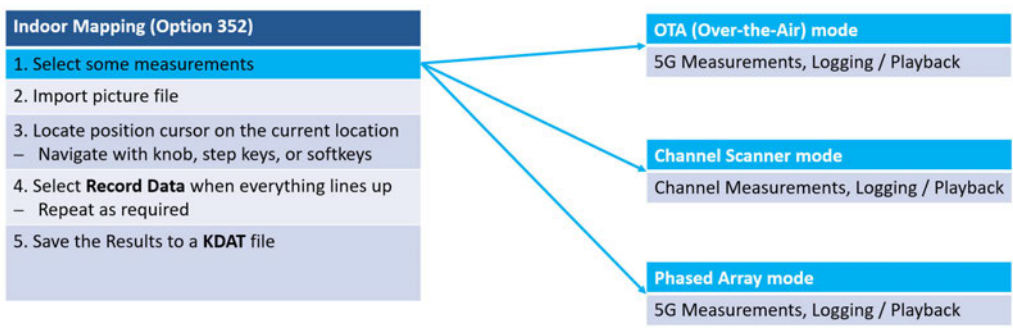 Indoor Mapping (Option 352)
1. Select some measurements
2. Import picture file
3. Locate position cursor on the current location
– Navigate with knob, step keys, or softkeys
4. Select Record Data when everything lines up
– Repeat as required
5. Save the Results to a KDAT file
OTA (Over-the-Air) mode
5G Measurements, Logging / Playback
Channel Scanner mode
Channel Measurements, Logging / Playback
Phased Array mode
5G Measurements, Logging / Playback